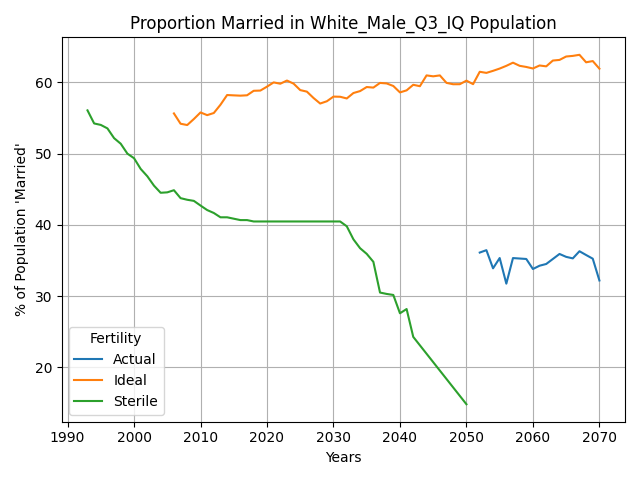 Proportion Married in White_Male_Q3_IQ Population
% of Population 'Married'
60
50
40
30
20
Fertility
Actual
Ideal
Sterile
1990 2000 2010 2020 2030 2040 2050 2060 2070
Years